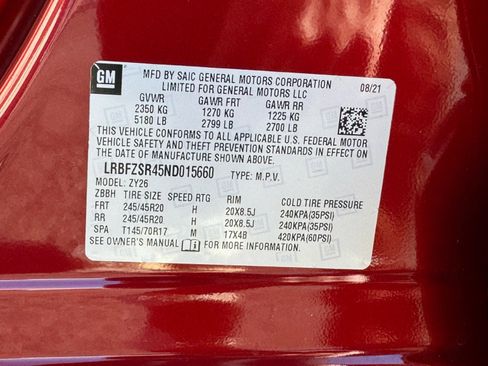 GM
MFD BY SAIC GENERAL MOTORS CORPORATION 08/21
LIMITED FOR GENERAL MOTORS LLC
GVWR GAWR FRT GAWR RR
2350 KG 1270 KG 1225 KG
5180 LB 2799 LB 2700 LB
THIS VEHICLE CONFORMS TO ALL APPLICABLE U.S. FEDERAL MOTOR
VEHICLE SAFETY AND THEFT PREVENTION STANDARDS IN EFFECT ON
THE DATE OF MANUFACTURE SHOWN ABOVE.
LRBFZSR45ND015660 TYPE: M.P.V.
MODEL: ZY26
ZBBH TIRE SIZE SPEED RTG RIM COLD TIRE PRESSURE
FRT 245/45R20 H 20X8.5J 240KPA(35PSI)
RR 245/45R20 H 20X8.5J 240KPA(35PSI)
SPA T145/70R17 M 17X4B 420KPA(60PSI)
SEE OWNER'S MANUAL i FOR MORE INFORMATION.